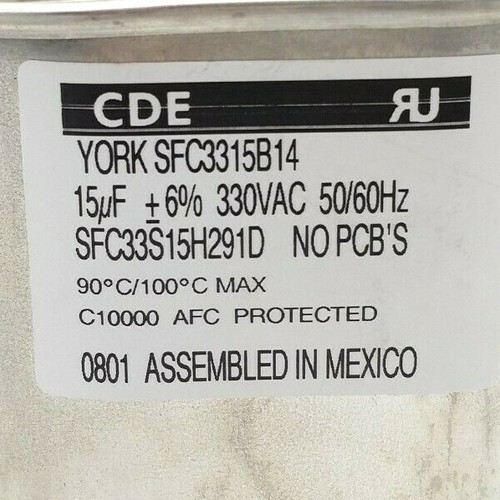 CDE RU
YORK SFC3315B14
15µF ±6% 330VAC 50/60Hz
SFC33S15H291D NO PCB'S
90°C/100°C MAX
C10000 AFC PROTECTED
0801 ASSEMBLED IN MEXICO